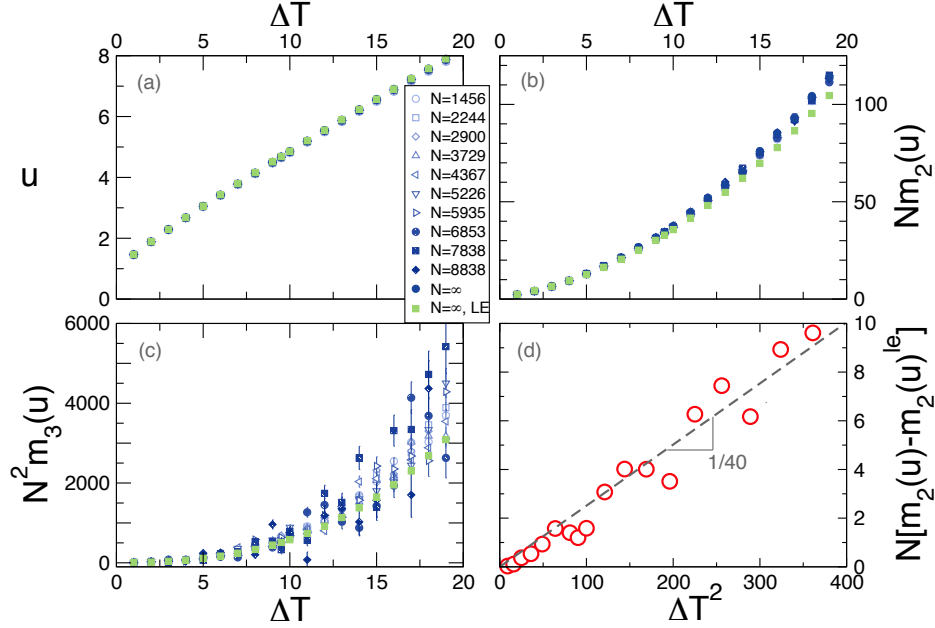 ΔT ΔT
0 5 10 15 20 0 5 10 15 20
8
6
4
2
0
u
(a)
N=1456
N=2244
N=2900
N=3729
N=4367
N=5226
N=5935
N=6853
N=7838
N=8838
N=∞
N=∞, LE
(b)
100
50
0
Nm₂(u)
6000
4000
2000
0
N²m₃(u)
(c)
0 5 10 15 20
ΔT
(d)
1/40
10
8
6
4
2
0
N[m₂(u)-m₂(u)ˡᵉ]
0 100 200 300 400
ΔT²